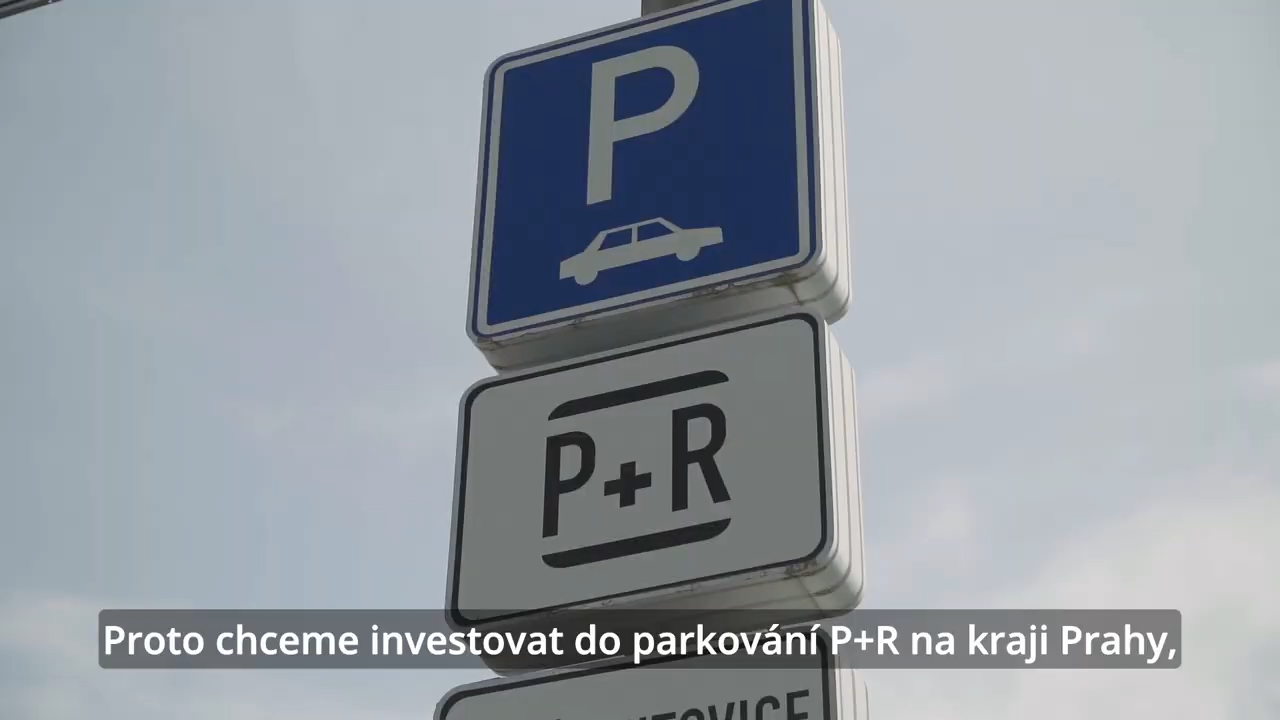 P
P+R
Proto chceme investovat do parkování P+R na kraji Prahy,